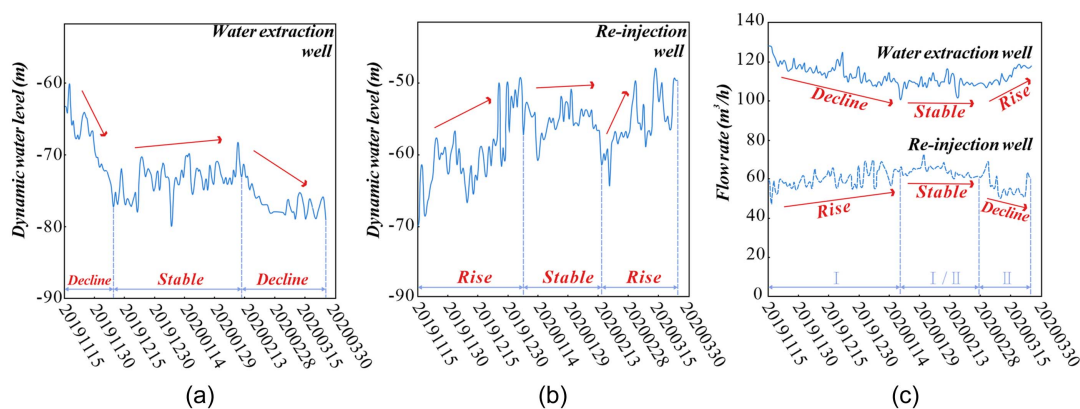 Water extraction
well
Dynamic water level (m)
-60
-70
-80
-90
Decline
Stable
Decline
20191115
20191130
20191215
20191230
20200114
20200129
20200213
20200228
20200315
20200330
(a)
Re-injection
well
Dynamic water level (m)
-50
-60
-70
-90
Rise
Stable
Rise
20191115
20191130
20191215
20191230
20200114
20200129
20200213
20200228
20200315
20200330
(b)
Flow rate (m³/h)
140
120
100
80
60
40
20
0
Water extraction well
Decline
Stable
Rise
Re-injection well
Rise
Stable
Decline
I
I / II
II
20191115
20191130
20191215
20191230
20200114
20200129
20200213
20200228
20200315
20200330
(c)